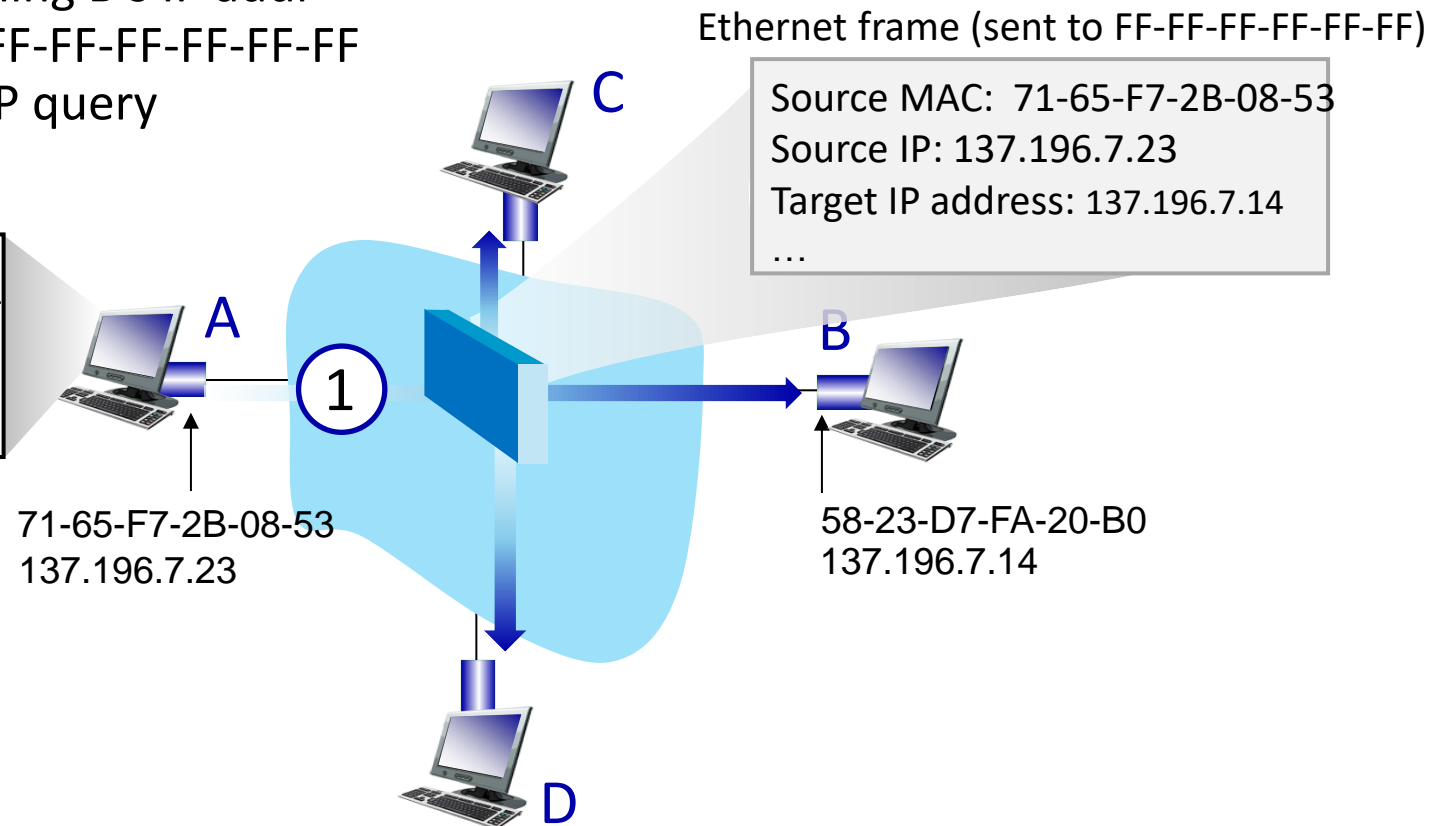 FF-FF-FF-FF-FF-FF
query
Ethernet frame (sent to FF-FF-FF-FF-FF-FF)
Source MAC: 71-65-F7-2B-08-53
Source IP: 137.196.7.23
Target IP address: 137.196.7.14
…
C
A
B
1
71-65-F7-2B-08-53
137.196.7.23
58-23-D7-FA-20-B0
137.196.7.14
D